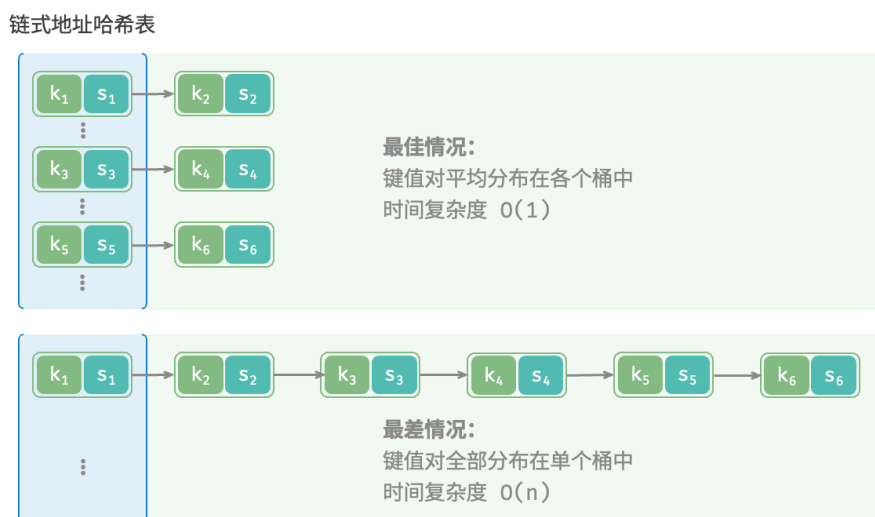 链式地址哈希表
k₁ s₁ k₂ s₂
k₃ s₃ k₄ s₄
k₅ s₅ k₆ s₆
最佳情况：
键值对平均分布在各个桶中
时间复杂度 O(1)
k₁ s₁ k₂ s₂ k₃ s₃ k₄ s₄ k₅ s₅ k₆ s₆
最差情况：
键值对全部分布在单个桶中
时间复杂度 O(n)